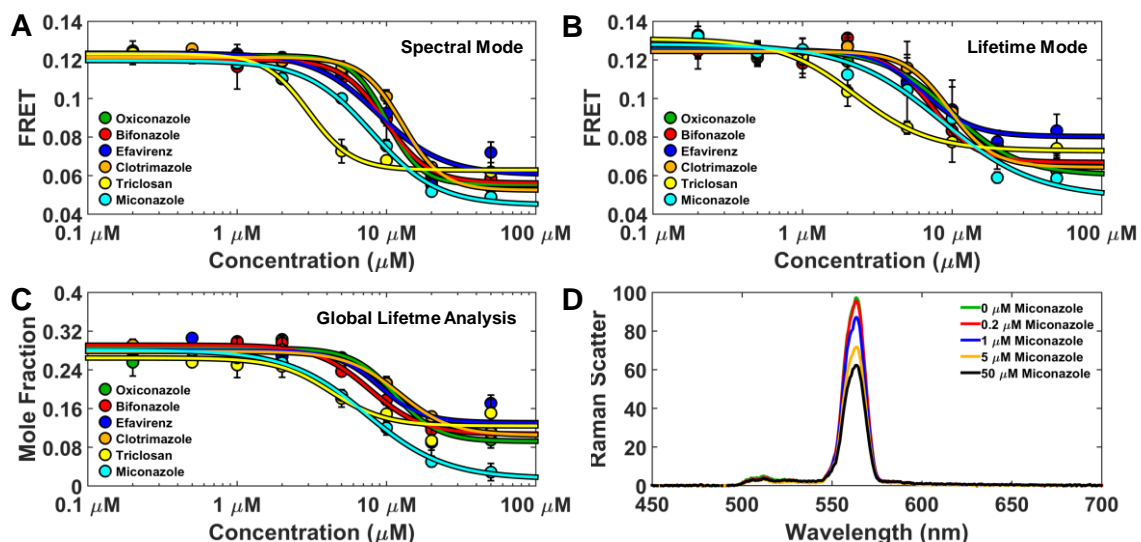 A
0.14
0.12
0.1
0.08
0.06
0.04
FRET
Spectral Mode
Oxiconazole
Bifonazole
Efavirenz
Clotrimazole
Triclosan
Miconazole
0.1 μM
1 μM
10 μM
100 μM
Concentration (μM)
B
0.14
0.12
0.1
0.08
0.06
0.04
FRET
Lifetime Mode
Oxiconazole
Bifonazole
Efavirenz
Clotrimazole
Triclosan
Miconazole
0.1 μM
1 μM
10 μM
100 μM
Concentration (μM)
C
0.4
0.32
0.24
0.16
0.08
0
Mole Fraction
Global Lifetme Analysis
Oxiconazole
Bifonazole
Efavirenz
Clotrimazole
Triclosan
Miconazole
0.1 μM
1 μM
10 μM
100 μM
Concentration (μM)
D
100
80
60
40
20
0
Raman Scatter
0 μM Miconazole
0.2 μM Miconazole
1 μM Miconazole
5 μM Miconazole
50 μM Miconazole
450
500
550
600
650
700
Wavelength (nm)